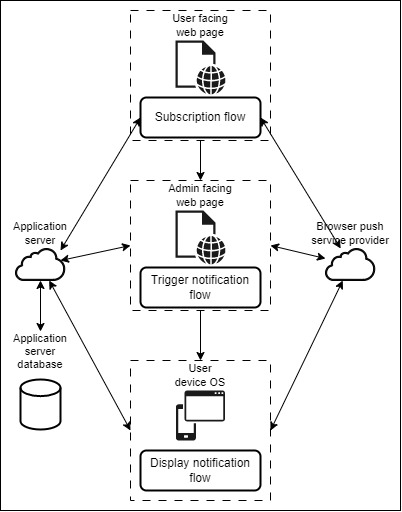 User facing
web page
Subscription flow
Admin facing
web page
Application
server
Browser push
service provider
Trigger notification
flow
Application
server
database
User
device OS
Display notification
flow